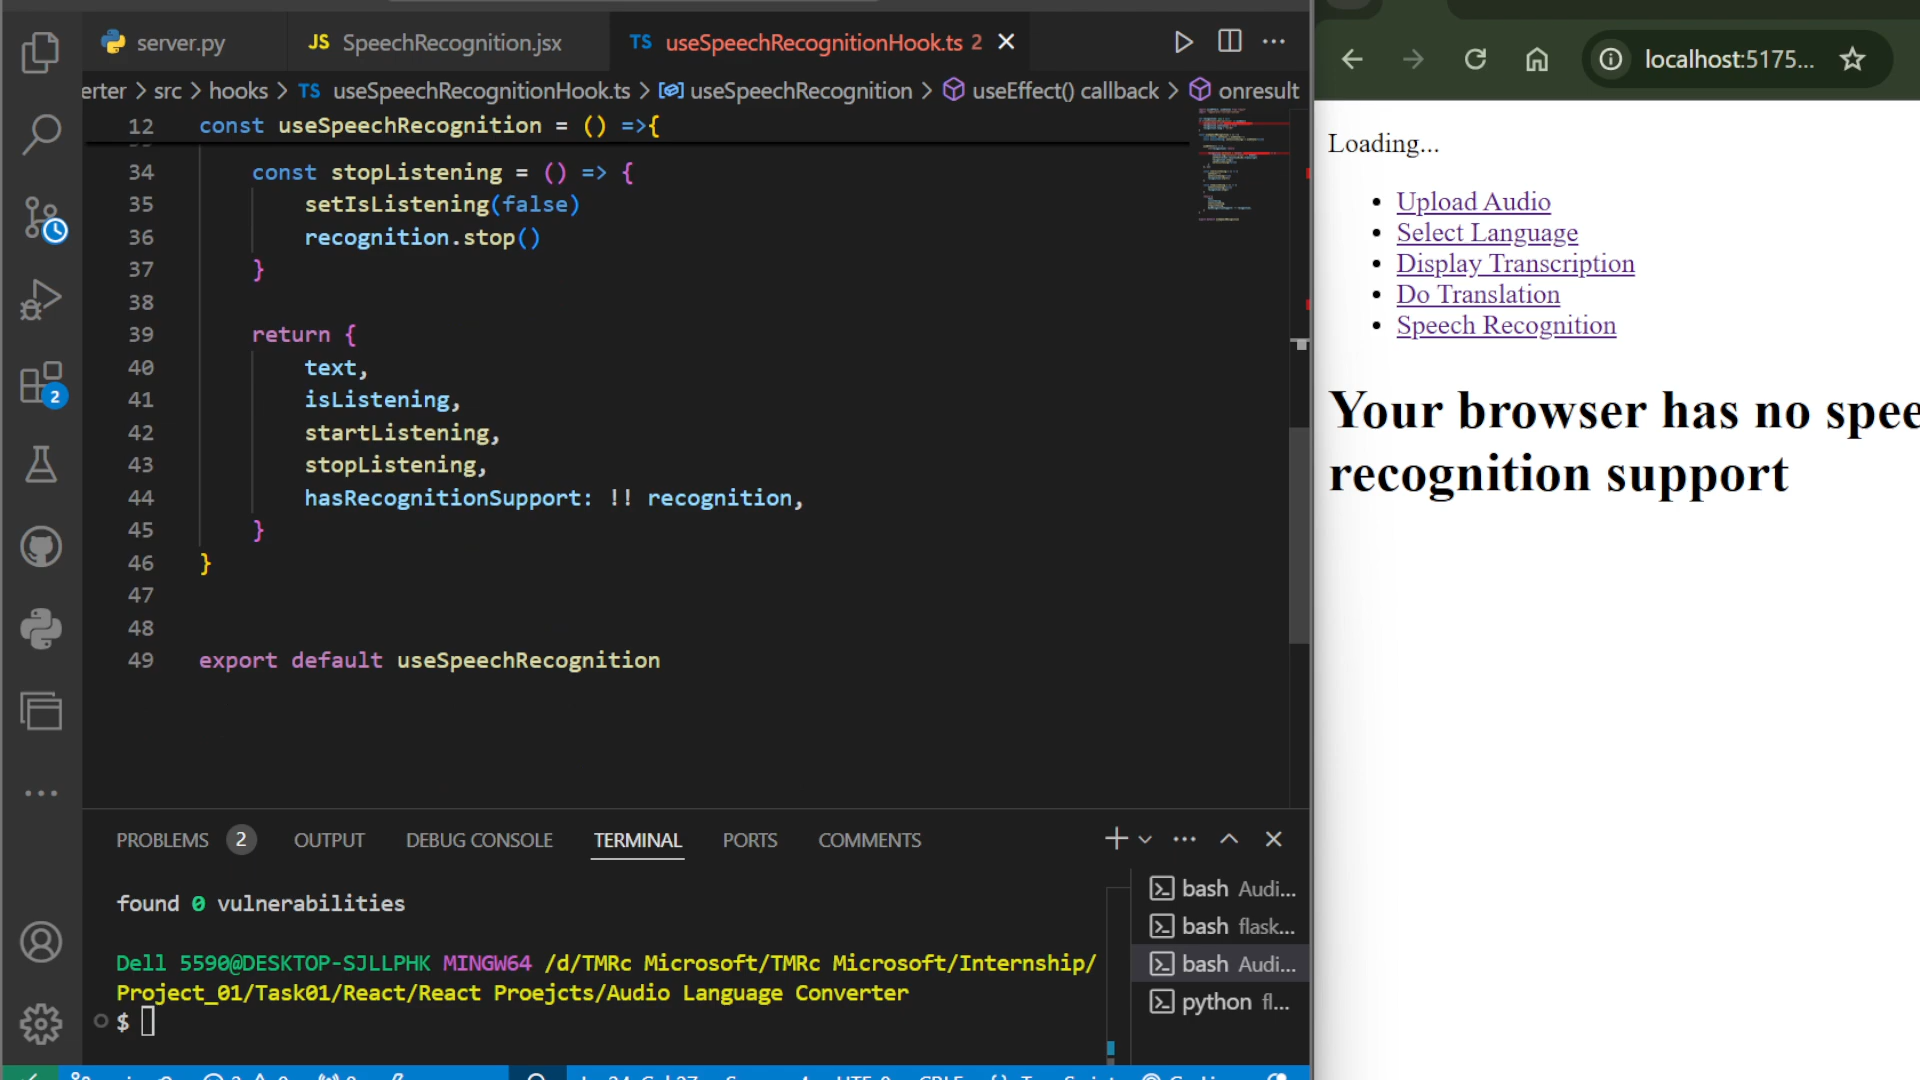 server.py
JS SpeechRecognition.jsx
TS useSpeechRecognitionHook.ts 2
erter > src > hooks > TS useSpeechRecognitionHook.ts > useSpeechRecognition > useEffect() callback > onresult
12 const useSpeechRecognition = () =>{
34 const stopListening = () => {
35 setIsListening(false)
36 recognition.stop()
37 }
38
39 return {
40 text,
41 isListening,
42 startListening,
43 stopListening,
44 hasRecognitionSupport: !! recognition,
45 }
46 }
47
48
49 export default useSpeechRecognition
2
PROBLEMS 2 OUTPUT DEBUG CONSOLE TERMINAL PORTS COMMENTS
found 0 vulnerabilities
Dell 5590@DESKTOP-SJLLPHK MINGW64 /d/TMRc Microsoft/TMRc Microsoft/Internship/
Project_01/Task01/React/React Proejcts/Audio Language Converter
$
bash Audi...
bash flask...
bash Audi...
python fl...
localhost:5175...
Loading...
Upload Audio
Select Language
Display Transcription
Do Translation
Speech Recognition
Your browser has no spee
recognition support